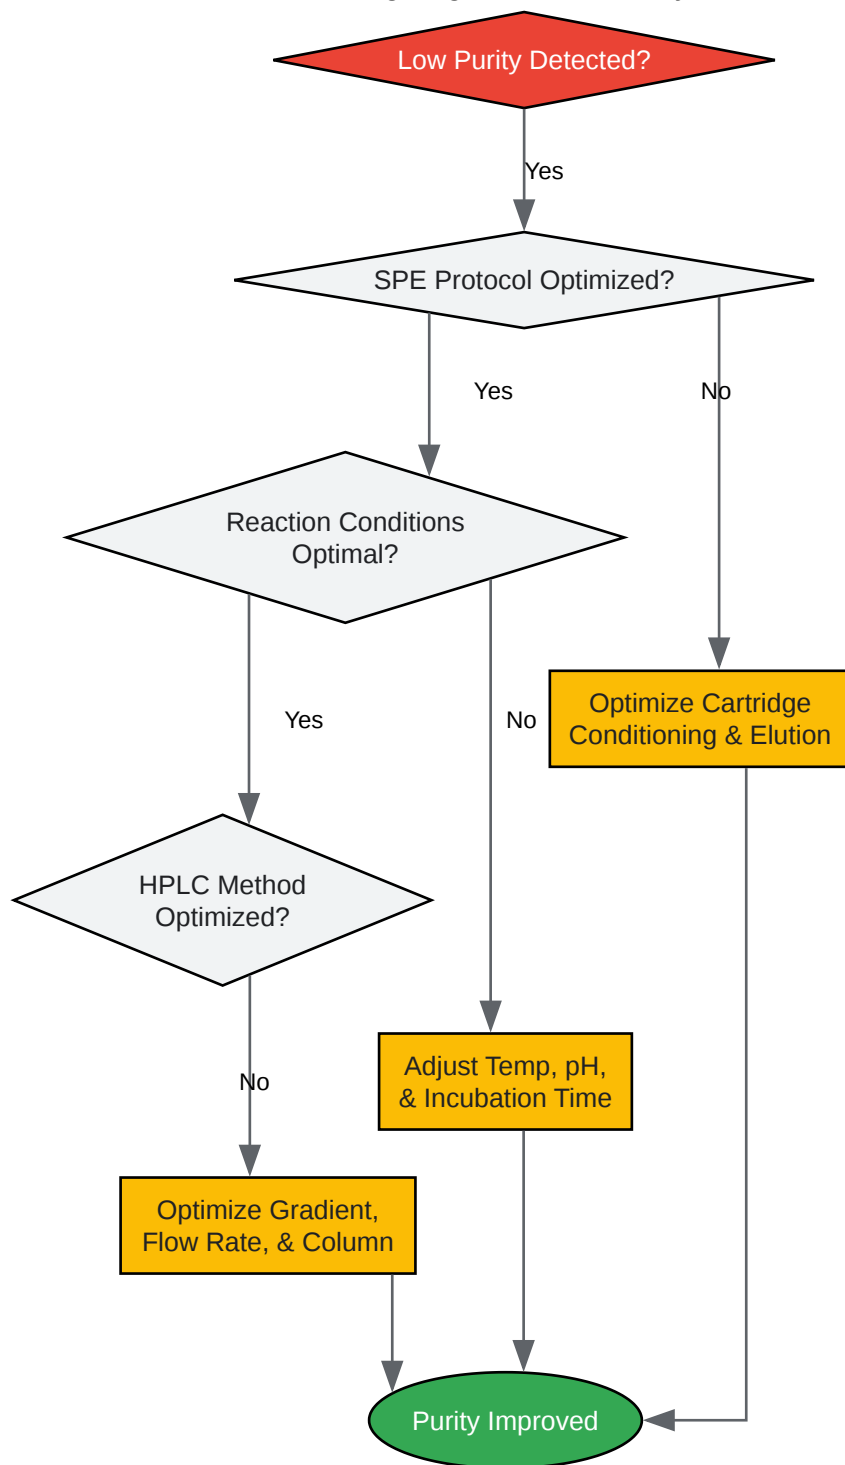 Low Purity Detected?
Yes
SPE Protocol Optimized?
Yes
No
Reaction Conditions
Optimal?
Yes
No
Optimize Cartridge
Conditioning & Elution
HPLC Method
Optimized?
No
Adjust Temp, pH,
& Incubation Time
Optimize Gradient,
Flow Rate, & Column
Purity Improved